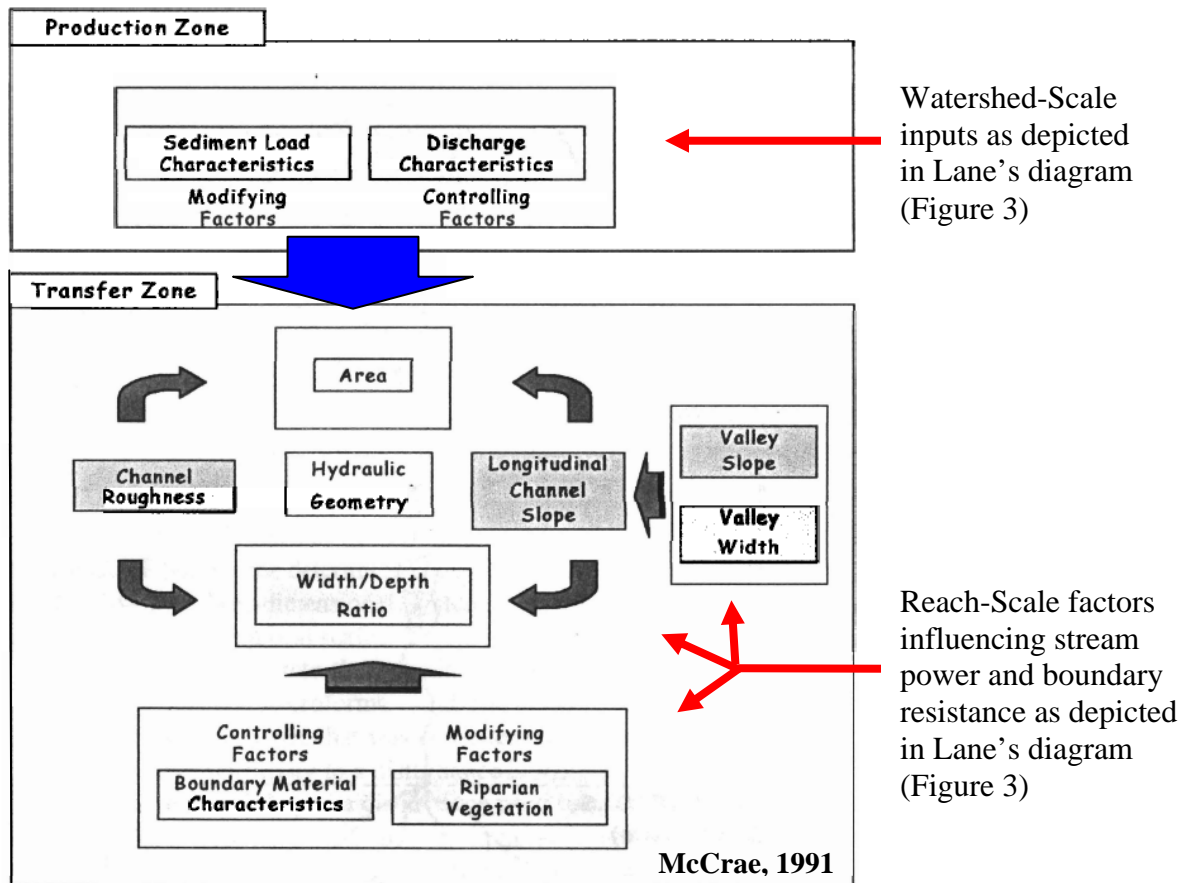 Production Zone
Sediment Load
Characteristics
Discharge
Characteristics
Modifying
Factors
Controlling
Factors
Watershed-Scale
inputs as depicted
in Lane’s diagram
(Figure 3)
Transfer Zone
Area
Channel
Roughness
Hydraulic
Geometry
Longitudinal
Channel
Slope
Valley
Slope
Valley
Width
Width/Depth
Ratio
Controlling
Factors
Boundary Material
Characteristics
Modifying
Factors
Riparian
Vegetation
Reach-Scale factors
influencing stream
power and boundary
resistance as depicted
in Lane’s diagram
(Figure 3)
McCrae, 1991